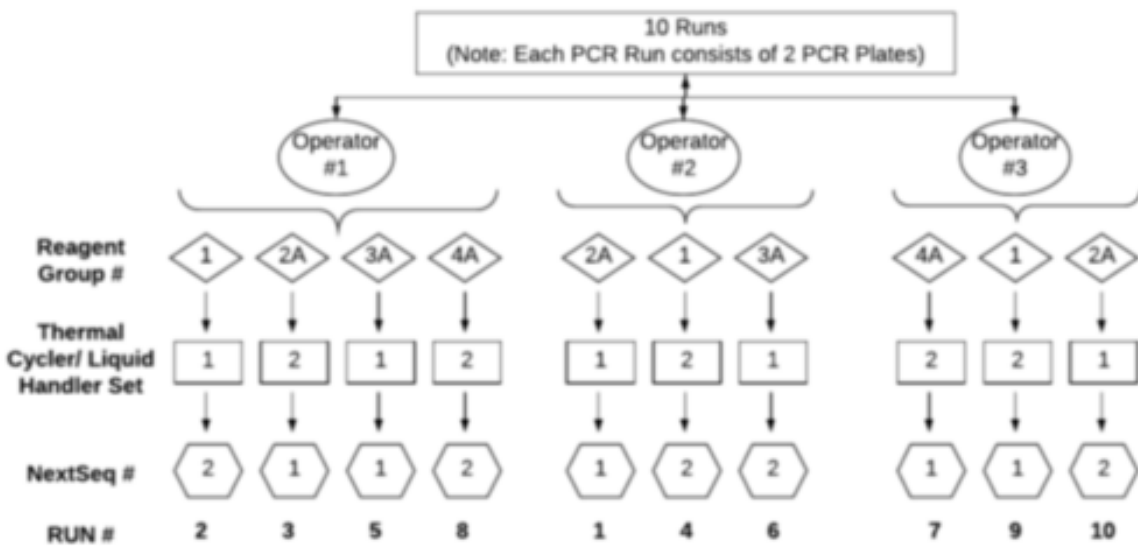 10 Runs
(Note: Each PCR Run consists of 2 PCR Plates)
Operator #1
Operator #2
Operator #3
Reagent Group #
1 2A 3A 4A 2A 1 3A 4A 1 2A
Thermal Cycler/ Liquid Handler Set
1 2 1 2 1 2 1 2 2 1
NextSeq #
2 1 1 2 1 2 2 1 1 2
RUN # 2 3 5 8 1 4 6 7 9 10